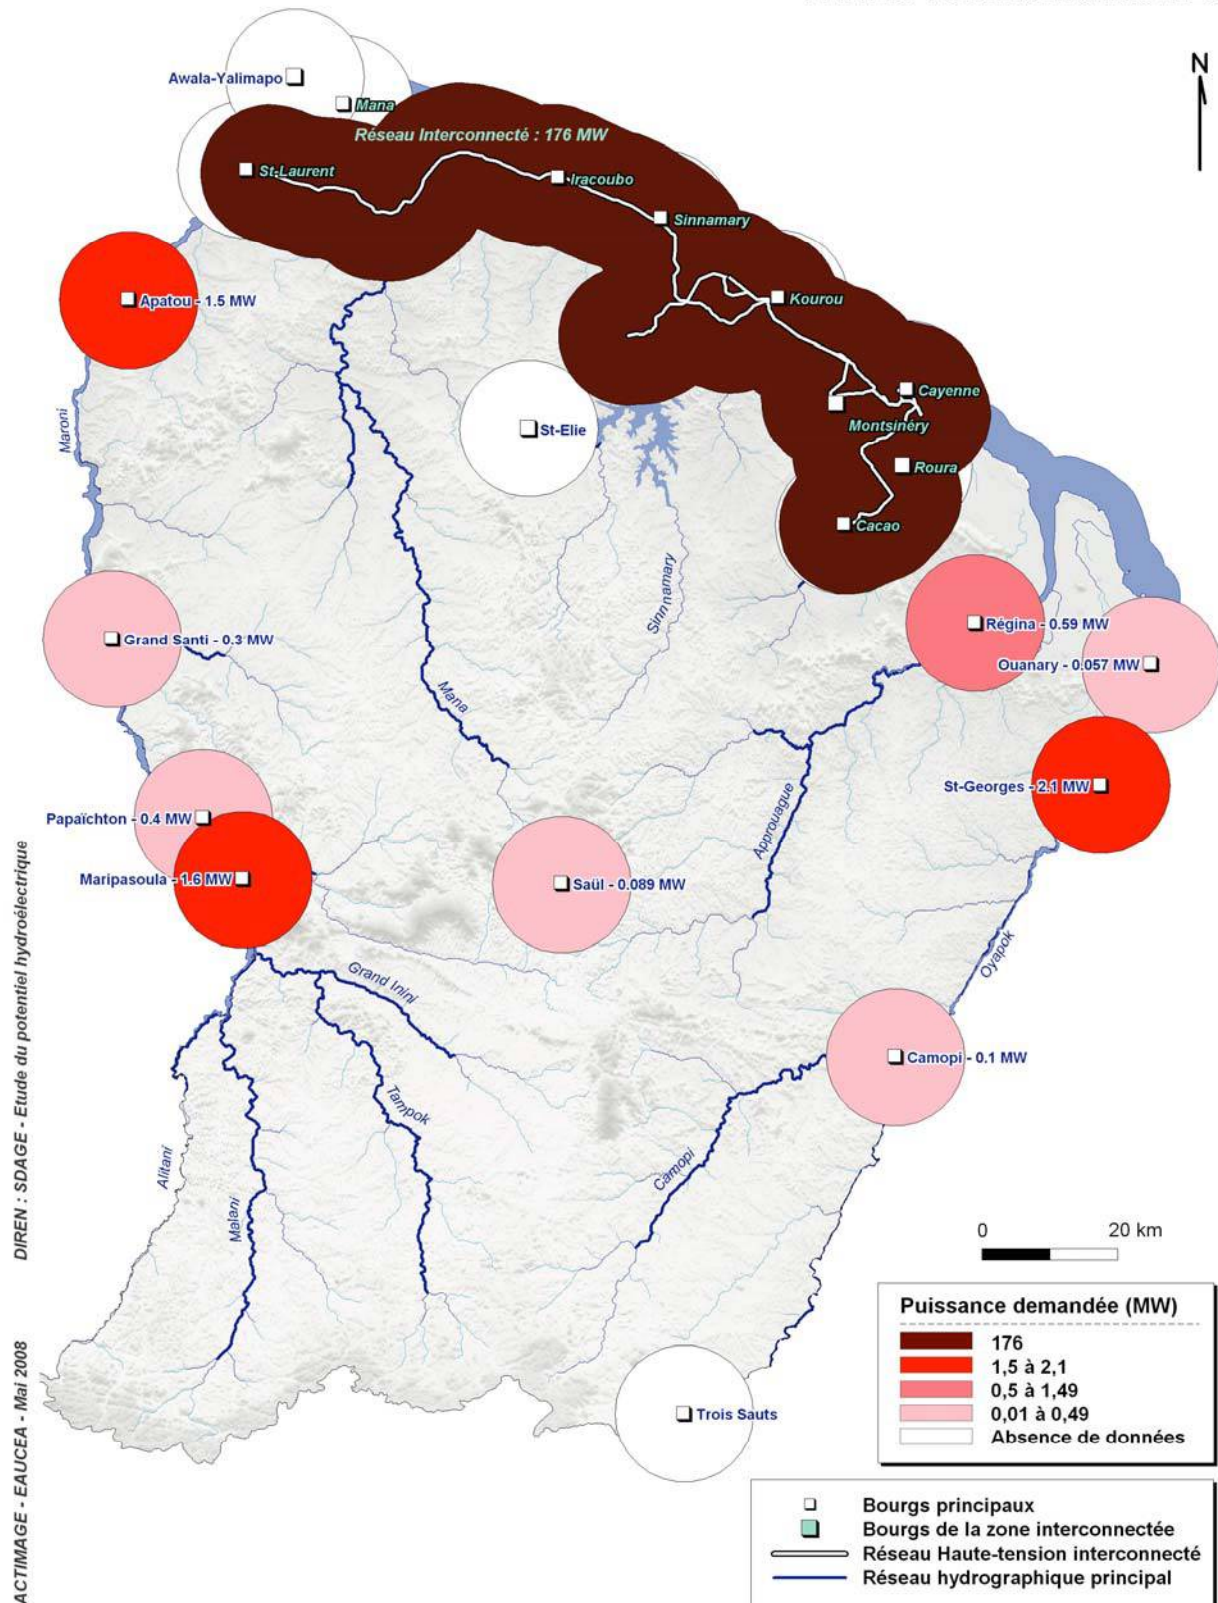 N
Awala-Yalimapo
Mana
Réseau Interconnecté : 176 MW
St-Laurent
Iracoubo
Sinnamary
Apatou - 1.5 MW
Kourou
Cayenne
Montsinéry
St-Elie
Maroni
Roura
Cacao
Sinnamary
Grand Santi - 0.3 MW
Régina - 0.59 MW
Ouanary - 0.057 MW
Mana
St-Georges - 2.1 MW
Approuague
Papaïchton - 0.4 MW
Maripasoula - 1.6 MW
Saül - 0.089 MW
Oyapok
Grand Inini
Camopi - 0.1 MW
Tampok
Alitani
Malani
Camopi
Trois Sauts
0 20 km
Puissance demandée (MW)
176
1,5 à 2,1
0,5 à 1,49
0,01 à 0,49
Absence de données
Bourgs principaux
Bourgs de la zone interconnectée
Réseau Haute-tension interconnecté
Réseau hydrographique principal
DIREN : SDAGE - Etude du potentiel hydroélectrique
ACTIMAGE - EAUCEA - Mai 2008